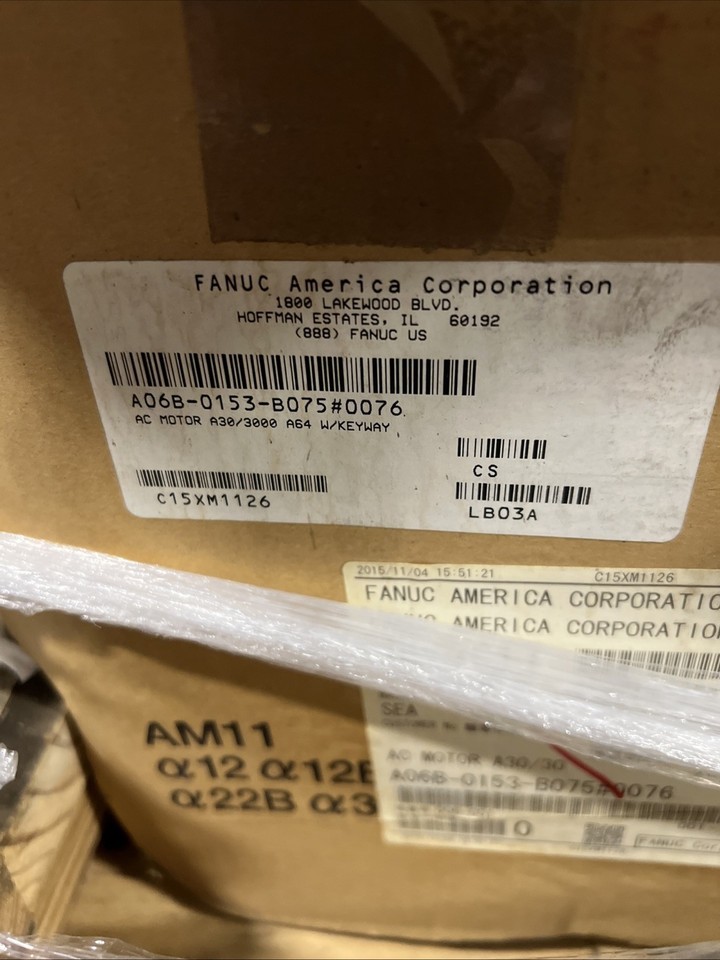 FANUC America Corporation
1800 LAKEWOOD BLVD.
HOFFMAN ESTATES, IL 60192
(888) FANUC US
A06B-0153-B075#0076
AC MOTOR A30/3000 A64 W/KEYWAY
CS
C15XM1126
LB03A
2015/11/04 15:51:21 C15XM1126
FANUC AMERICA CORPORATIO
AMERICA CORPORATION
SEA
AC MOTOR A30/30
A06B-0153-B075#0076
0
AM11
α12 α12B
α22B α3